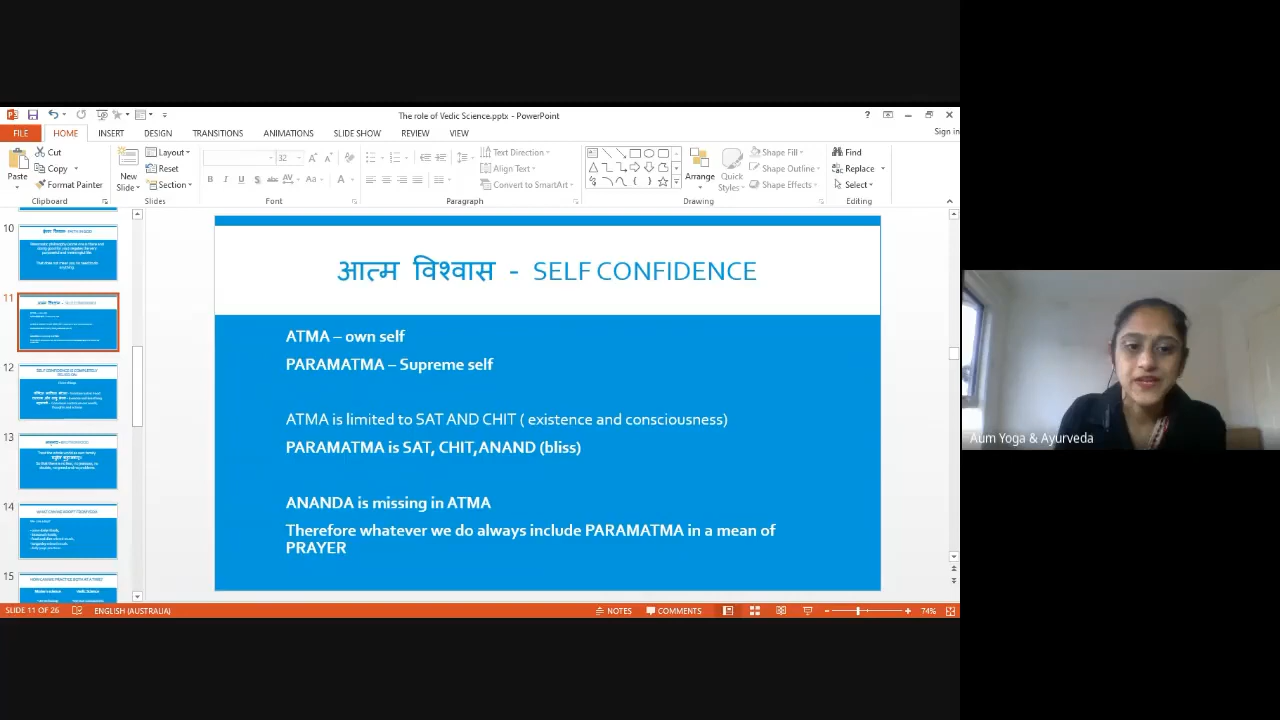 The role of Vedic Science.pptx - PowerPoint
?
Sign in
FILE HOME INSERT DESIGN TRANSITIONS ANIMATIONS SLIDE SHOW REVIEW VIEW
Paste
Cut
Copy
Format Painter
Clipboard
New Slide
Layout
Reset
Section
Slides
32
B I U S abc AV Aa A
Font
Text Direction
Align Text
Convert to SmartArt
Paragraph
Arrange
Quick Styles
Shape Fill
Shape Outline
Shape Effects
Drawing
Find
Replace
Select
Editing
10
11
12
13
14
15
आत्म विश्वास - SELF CONFIDENCE
ATMA – own self
PARAMATMA – Supreme self
ATMA is limited to SAT AND CHIT ( existence and consciousness)
PARAMATMA is SAT, CHIT,ANAND (bliss)
ANANDA is missing in ATMA
Therefore whatever we do always include PARAMATMA in a mean of
PRAYER
Aum Yoga & Ayurveda
SLIDE 11 OF 26 ENGLISH (AUSTRALIA) NOTES COMMENTS 74%